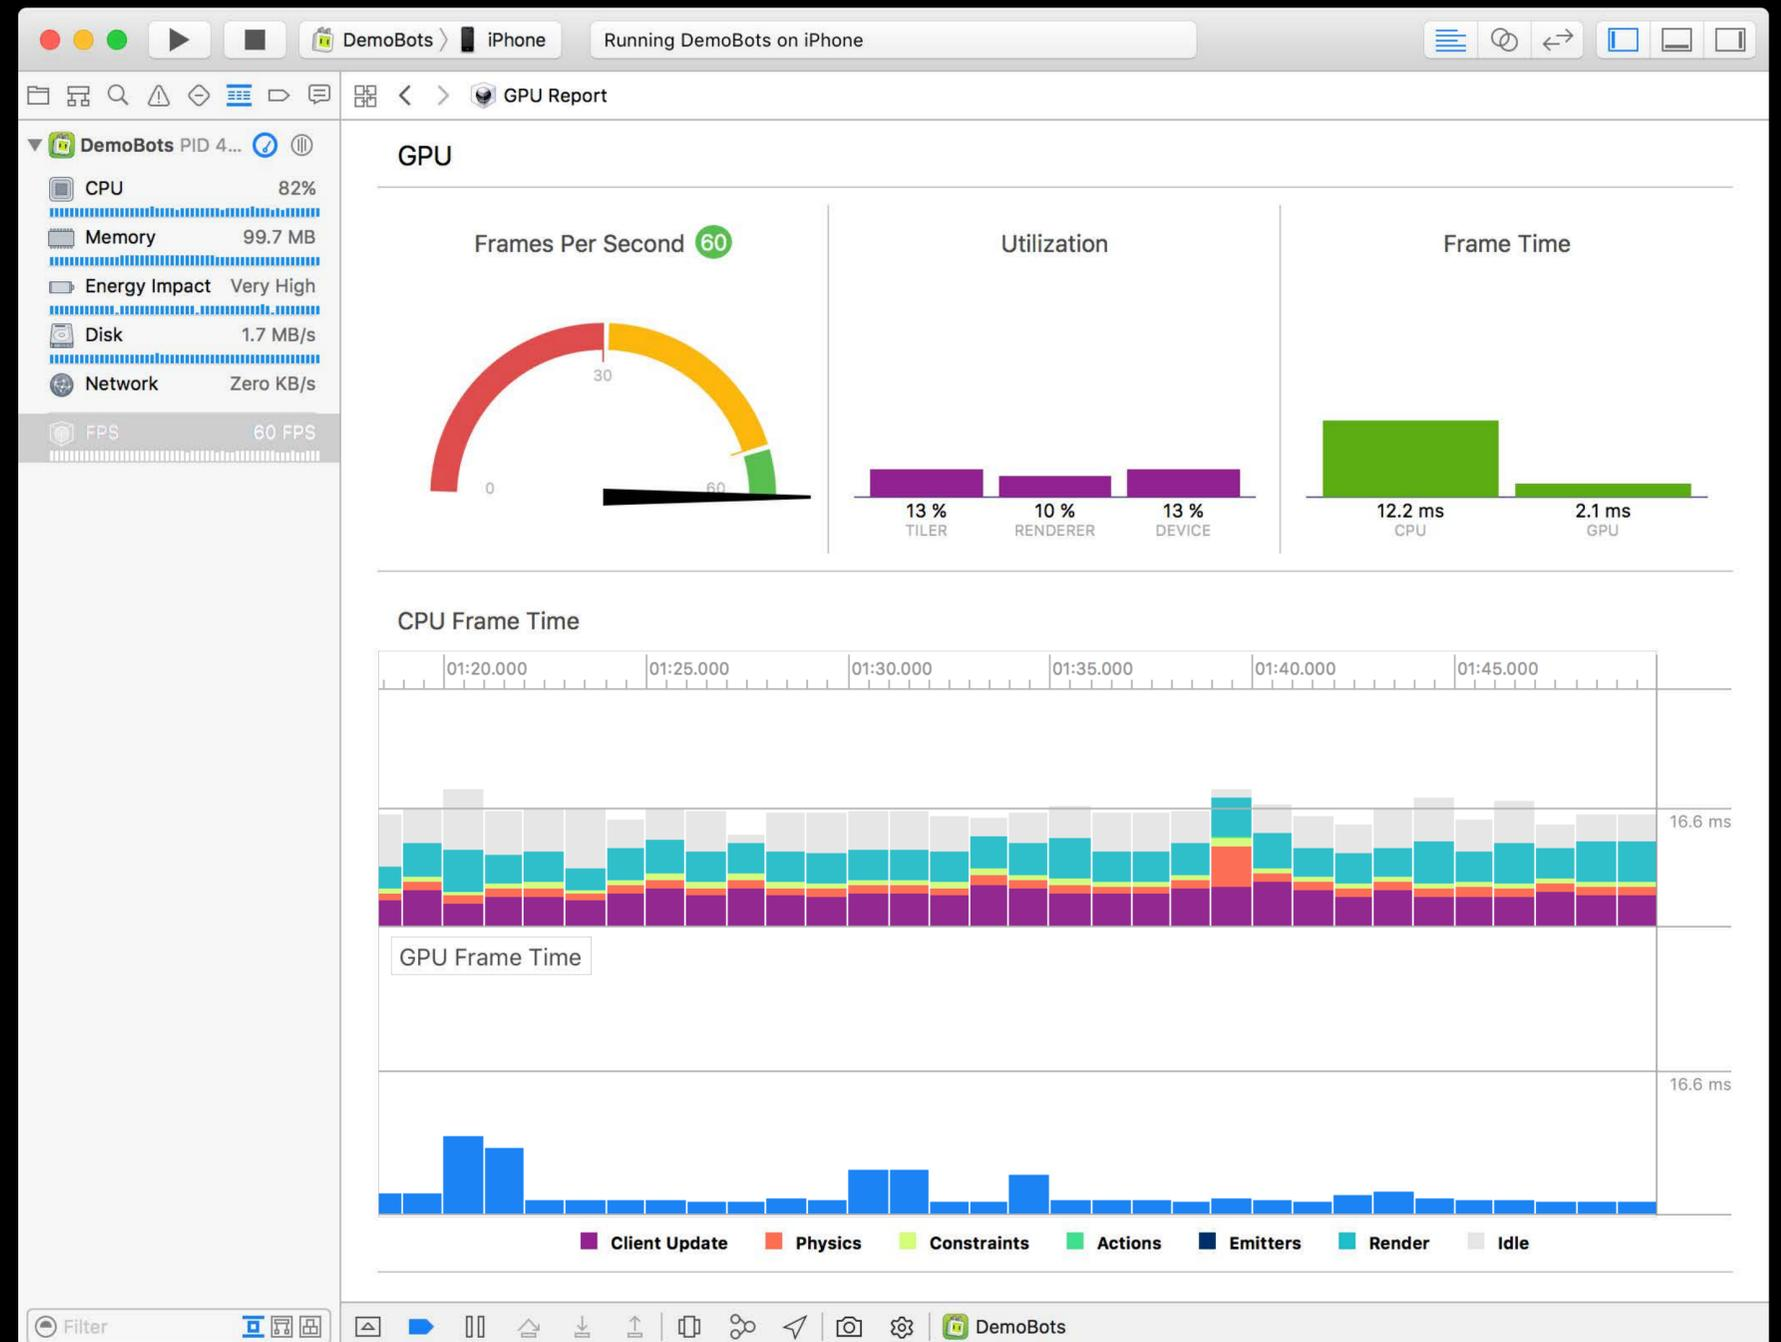 DemoBots 〉 iPhone
Running DemoBots on iPhone
GPU Report
DemoBots PID 4...
CPU 82%
Memory 99.7 MB
Energy Impact Very High
Disk 1.7 MB/s
Network Zero KB/s
FPS 60 FPS
GPU
Frames Per Second 60
30
0 60
Utilization
13 % 10 % 13 %
TILER RENDERER DEVICE
Frame Time
12.2 ms 2.1 ms
CPU GPU
CPU Frame Time
01:20.000 01:25.000 01:30.000 01:35.000 01:40.000 01:45.000
16.6 ms
GPU Frame Time
16.6 ms
Client Update Physics Constraints Actions Emitters Render Idle
Filter
DemoBots